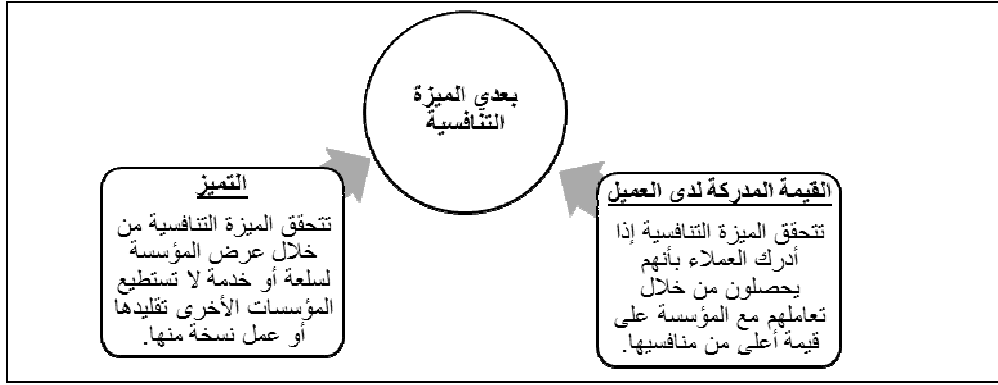 بعدي الميزة
التنافسية
القيمة المدركة لدى العميل
تتحقق الميزة التنافسية إذا
أدرك العملاء بأنهم
يحصلون من خلال
تعاملهم مع المؤسسة على
قيمة أعلى من منافسيها.
التميز
تتحقق الميزة التنافسية من
خلال عرض المؤسسة
لسلعة أو خدمة لا تستطيع
المؤسسات الأخرى تقليدها
أو عمل نسخة منها.